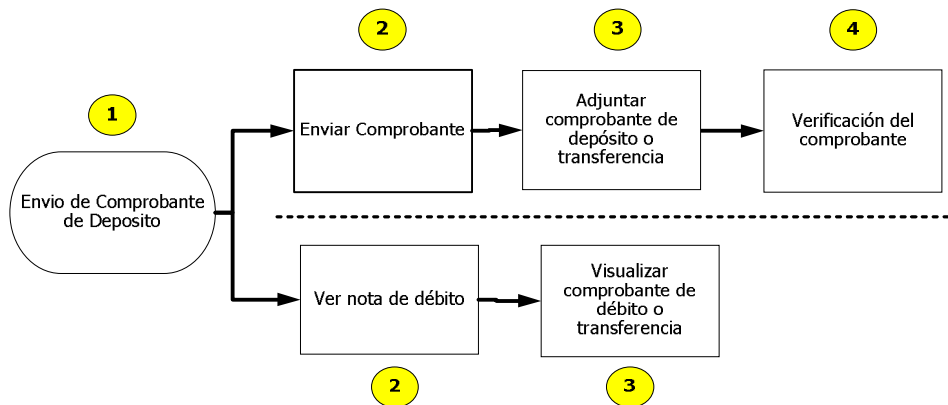 2
3
4
1
Enviar Comprobante
Adjuntar
comprobante de
depósito o
transferencia
Verificación del
comprobante
Envio de Comprobante
de Deposito
Ver nota de débito
Visualizar
comprobante de
débito o
transferencia
2
3